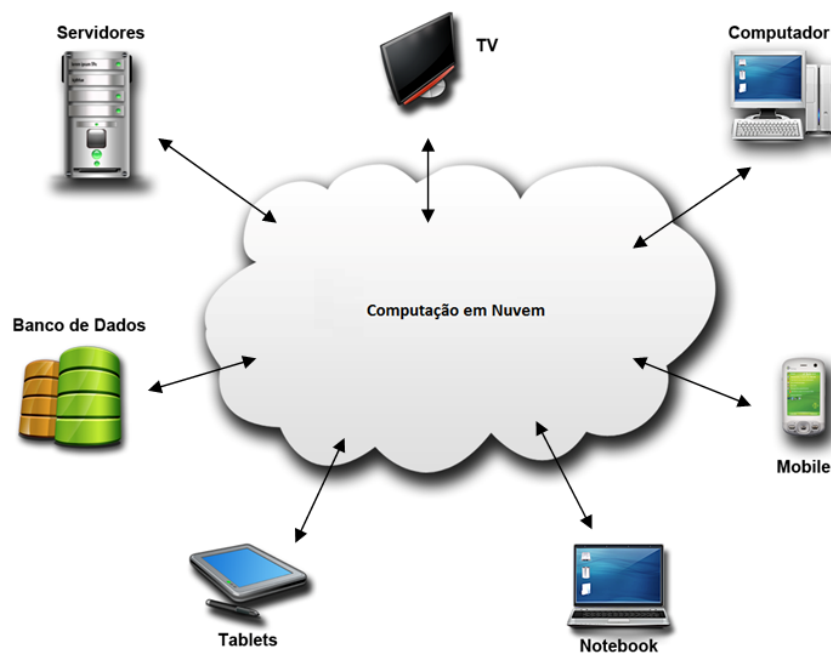 Servidores
TV
Computador
Computação em Nuvem
Banco de Dados
Mobile
Tablets
Notebook